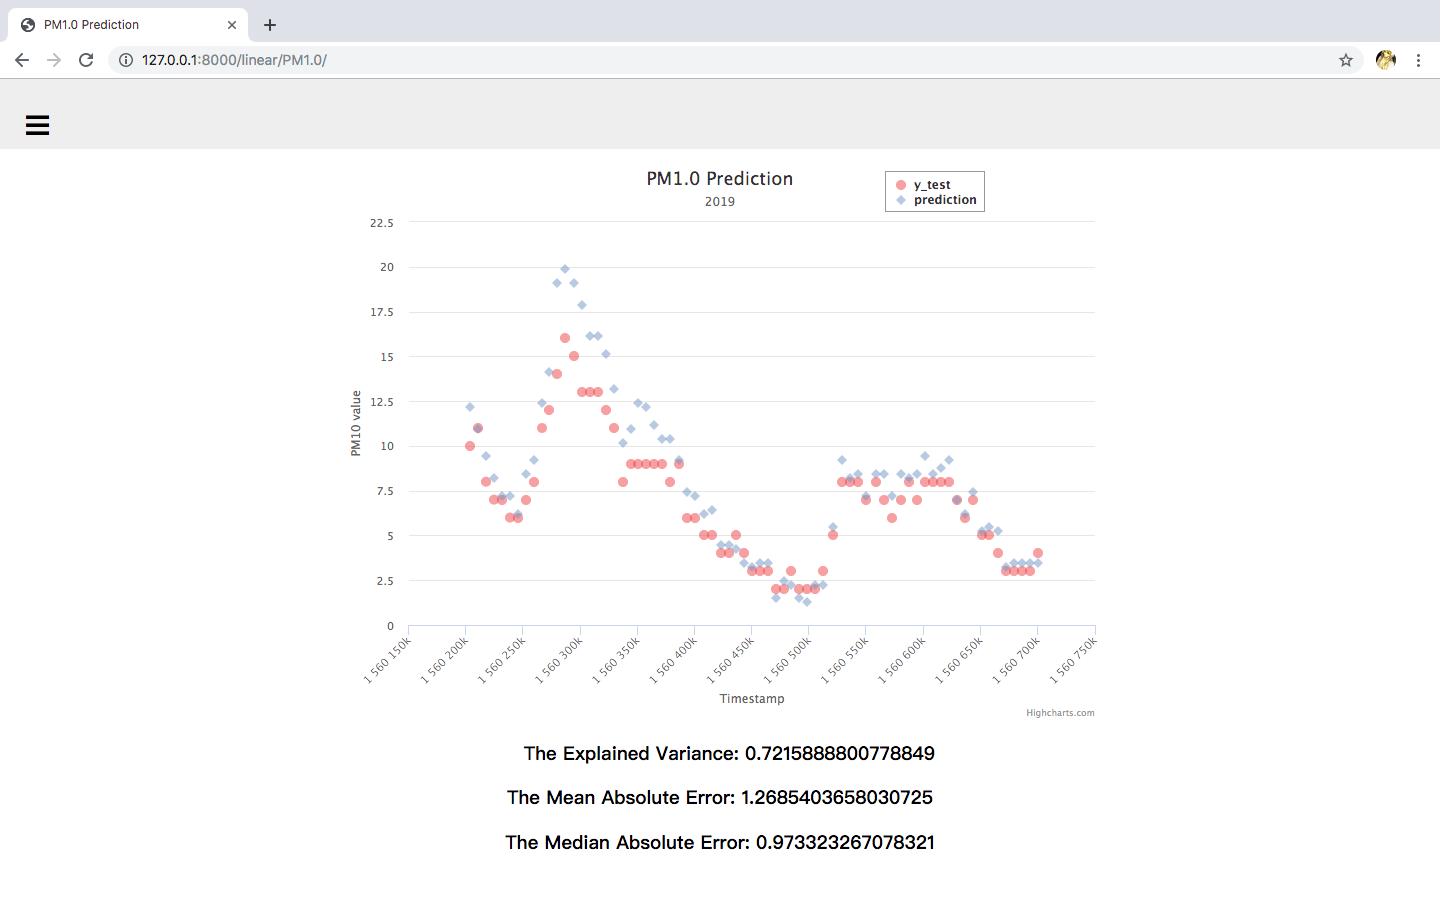 PM1.0 Prediction
127.0.0.1:8000/linear/PM1.0/
PM1.0 Prediction
2019
y_test
prediction
PM10 value
22.5
20
17.5
15
12.5
10
7.5
5
2.5
0
1 560 150k
1 560 200k
1 560 250k
1 560 300k
1 560 350k
1 560 400k
1 560 450k
1 560 500k
1 560 550k
1 560 600k
1 560 650k
1 560 700k
1 560 750k
Timestamp
Highcharts.com
The Explained Variance: 0.7215888800778849
The Mean Absolute Error: 1.2685403658030725
The Median Absolute Error: 0.973323267078321